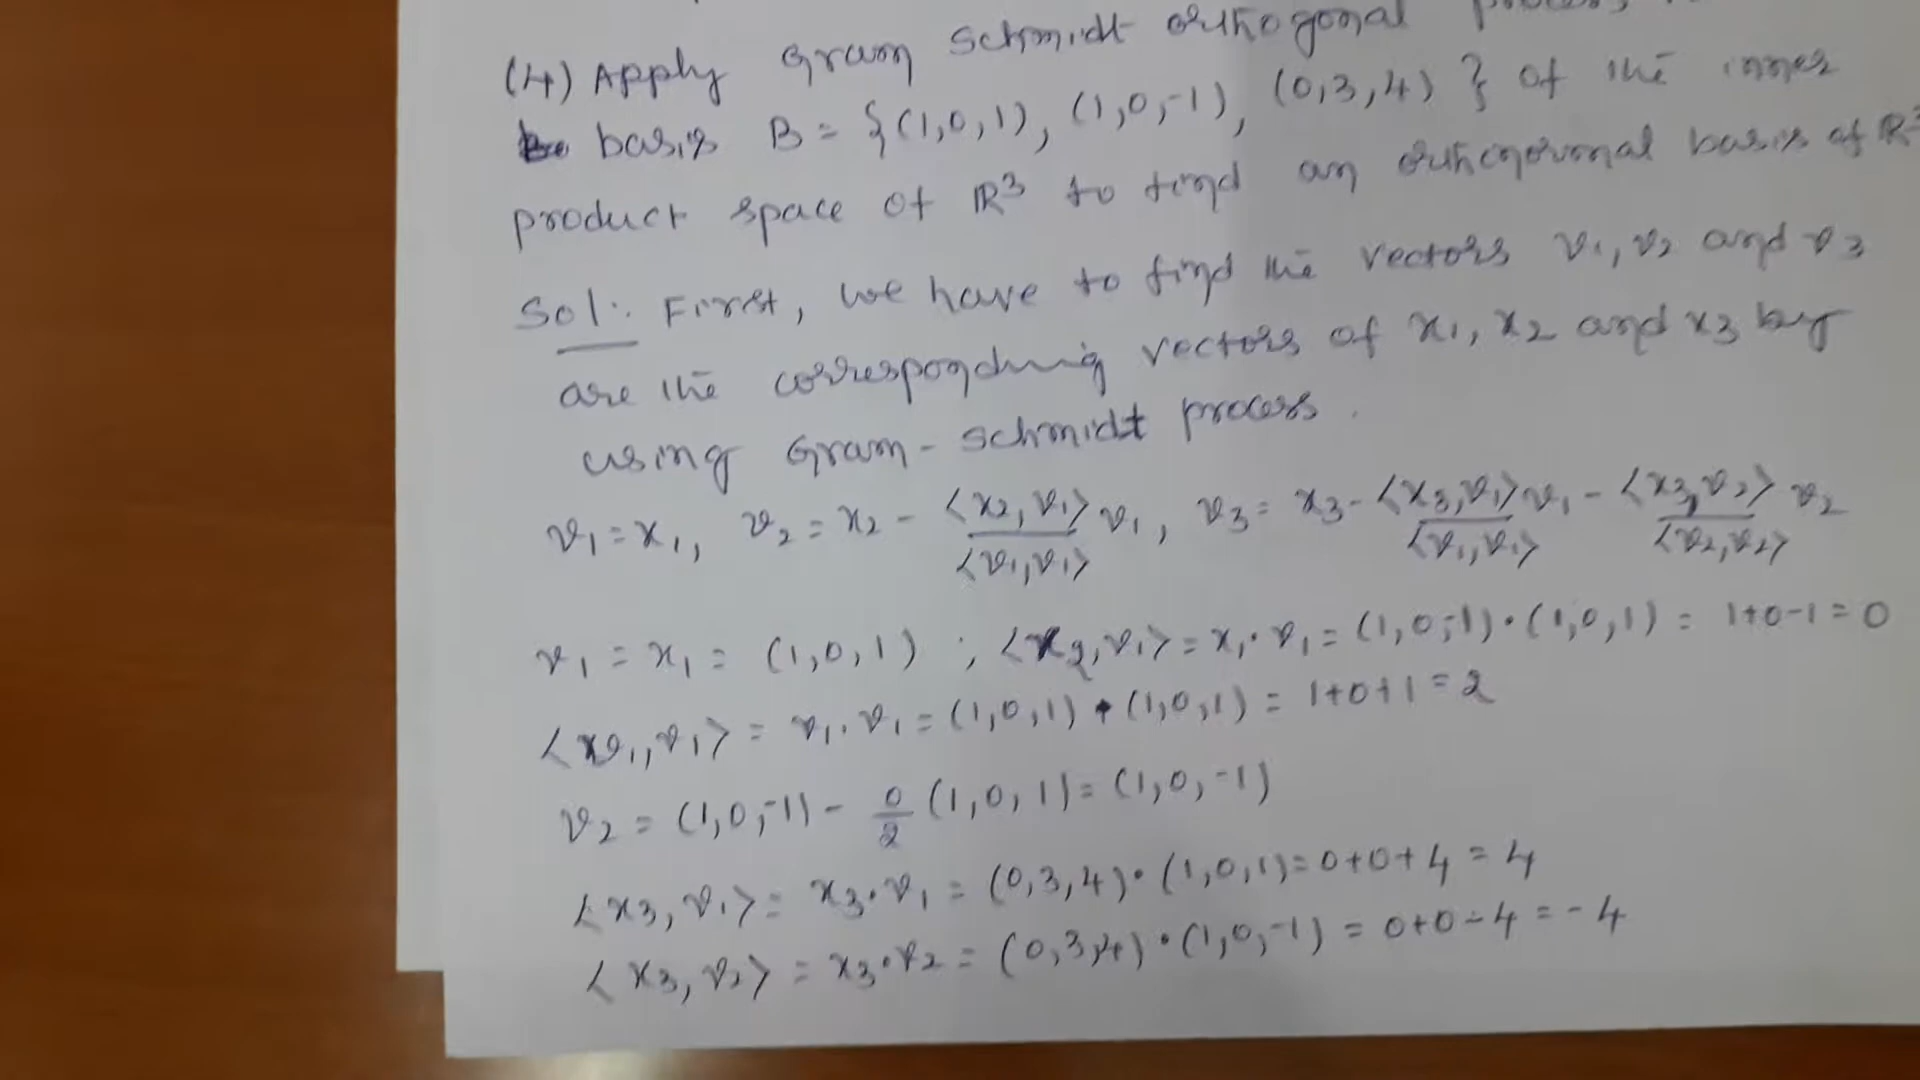 (4) Apply Gram Schmidt orthogonal
basis B = {(1,0,1), (1,0,-1), (0,3,4)} of the inner
product space of ℝ³ to find an orthonormal basis of ℝ³
Sol:- First, we have to find the vectors v₁, v₂ and v₃
are the corresponding vectors of x₁, x₂ and x₃ by
using Gram-Schmidt process.
v₁ = x₁, v₂ = x₂ - <x₂,v₁>/<v₁,v₁> v₁, v₃ = x₃ - <x₃,v₁>/<v₁,v₁> v₁ - <x₃,v₂>/<v₂,v₂> v₂
v₁ = x₁ = (1,0,1) ; <x₂,v₁> = x₁·v₁ = (1,0,-1)·(1,0,1) = 1+0-1 = 0
<v₁,v₁> = v₁·v₁ = (1,0,1)·(1,0,1) = 1+0+1 = 2
v₂ = (1,0,-1) - 0/2 (1,0,1) = (1,0,-1)
<x₃,v₁> = x₃·v₁ = (0,3,4)·(1,0,1) = 0+0+4 = 4
<x₃,v₂> = x₃·v₂ = (0,3,4)·(1,0,-1) = 0+0-4 = -4